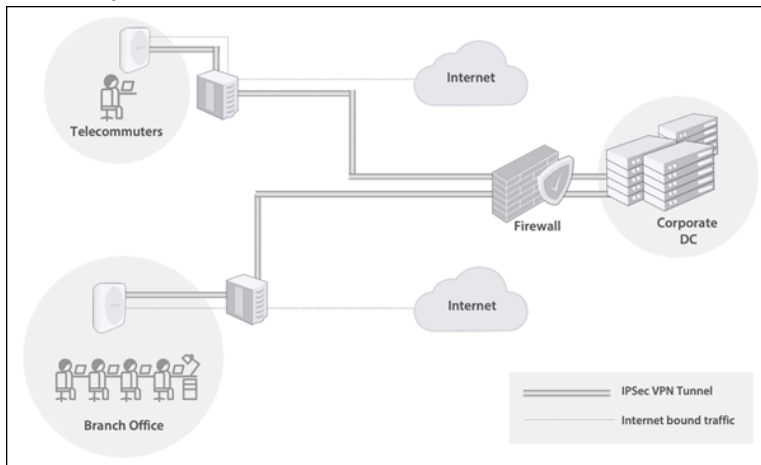 Internet
Telecommuters
Firewall
Corporate
DC
Internet
Branch Office
IPSec VPN Tunnel
Internet bound traffic